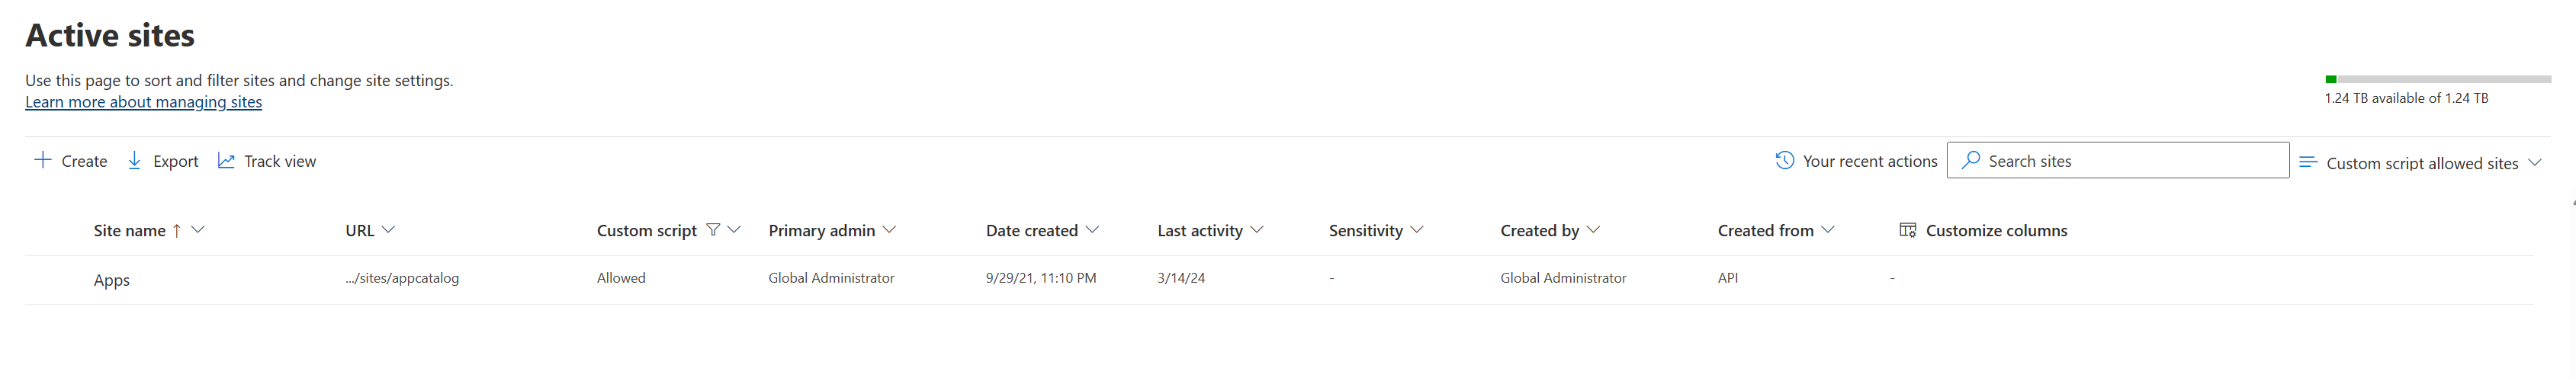 Active sites
Use this page to sort and filter sites and change site settings.
Learn more about managing sites
1.24 TB available of 1.24 TB
Create Export Track view Your recent actions Search sites Custom script allowed sites
Site name URL Custom script Primary admin Date created Last activity Sensitivity Created by Created from Customize columns
Apps .../sites/appcatalog Allowed Global Administrator 9/29/21, 11:10 PM 3/14/24 - Global Administrator API -